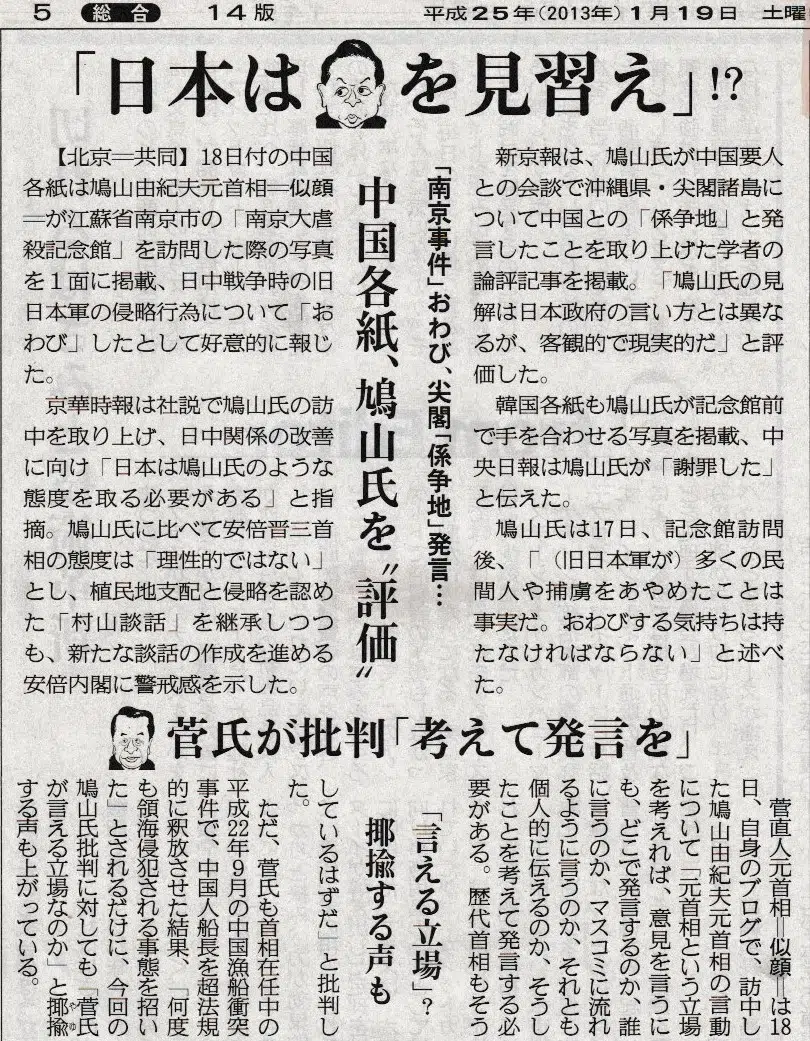 5 総合 14版 平成25年(2013年)1月19日 土曜
「日本は を見習え」!?
「南京事件」おわび、尖閣「係争地」発言…
中国各紙、鳩山氏を〝評価〟
【北京=共同】18日付の中国
各紙は鳩山由紀夫元首相=似顔
=が江蘇省南京市の「南京大虐
殺記念館」を訪問した際の写真
を1面に掲載、日中戦争時の旧
日本軍の侵略行為について「お
わび」したとして好意的に報じ
た。
京華時報は社説で鳩山氏の訪
中を取り上げ、日中関係の改善
に向け「日本は鳩山氏のような
態度を取る必要がある」と指
摘。鳩山氏に比べて安倍晋三首
相の態度は「理性的ではない」
とし、植民地支配と侵略を認め
た「村山談話」を継承しつつ
も、新たな談話の作成を進める
安倍内閣に警戒感を示した。
新京報は、鳩山氏が中国要人
との会談で沖縄県・尖閣諸島に
ついて中国との「係争地」と発
言したことを取り上げた学者の
論評記事を掲載。「鳩山氏の見
解は日本政府の言い方とは異な
るが、客観的で現実的だ」と評
価した。
韓国各紙も鳩山氏が記念館前
で手を合わせる写真を掲載、中
央日報は鳩山氏が「謝罪した」
と伝えた。
鳩山氏は17日、記念館訪問
後、「(旧日本軍が)多くの民
間人や捕虜をあやめたことは
事実だ。おわびする気持ちは持
たなければならない」と述べ
た。
菅氏が批判「考えて発言を」
「言える立場」?
揶揄する声も
菅直人元首相=似顔=は18
日、自身のブログで、訪中し
た鳩山由紀夫元首相の言動
について「元首相という立場
を考えれば、意見を言うに
も、どこで発言するのか、誰
に言うのか、マスコミに流れ
るように言うのか、それとも
個人的に伝えるのか、そうし
たことを考えて発言する必
要がある。歴代首相もそう
しているはずだ」と批判し
た。
ただ、菅氏も首相在任中の
平成22年9月の中国漁船衝突
事件で、中国人船長を超法規
的に釈放させた結果、「何度
も領海侵犯される事態を招い
た」とされるだけに、今回の
鳩山氏批判に対しても「菅氏
が言える立場なのか」と揶揄(やゆ)
する声も上がっている。